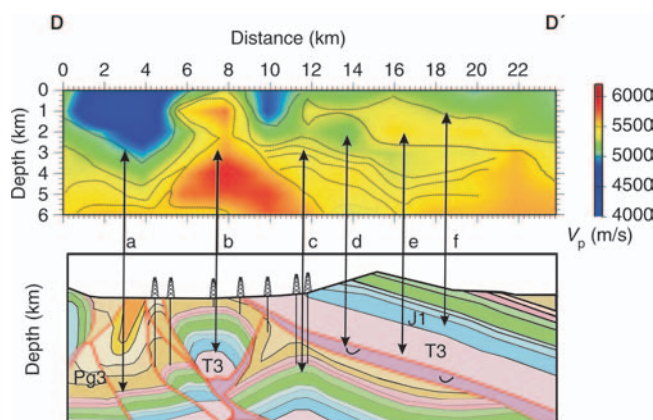 D D´
Distance (km)
0 2 4 6 8 10 12 14 16 18 20 22
Depth (km)
0
1
2
3
4
5
6
6000
5500
5000
4500
4000
Vp (m/s)
a b c d e f
Depth (km)
J1
T3
T3
Pg3